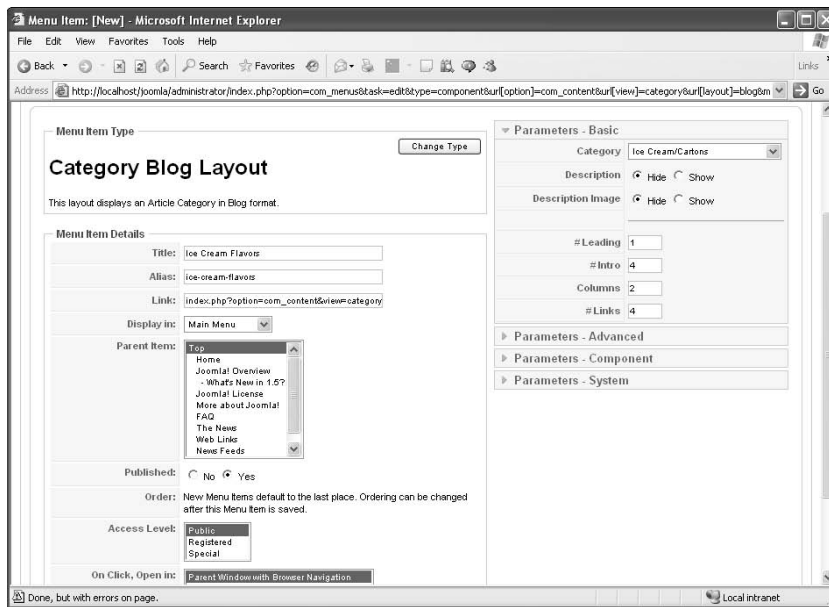 Menu Item: [New] - Microsoft Internet Explorer
File Edit View Favorites Tools Help
Back Search Favorites Links
Address http://localhost/joomla/administrator/index.php?option=com_menus&task=edit&type=component&url[option]=com_content&url[view]=category&url[layout]=blog&m Go
Menu Item Type
Change Type
Category Blog Layout
This layout displays an Article Category in Blog format.
Menu Item Details
Title: Ice Cream Flavors
Alias: ice-cream-flavors
Link: index.php?option=com_content&view=category
Display in: Main Menu
Parent Item: Top
Home
Joomla! Overview
- What's New in 1.5?
Joomla! License
More about Joomla!
FAQ
The News
Web Links
News Feeds
Published: No Yes
Order: New Menu Items default to the last place. Ordering can be changed
after this Menu Item is saved.
Access Level: Public
Registered
Special
On Click, Open in: Parent Window with Browser Navigation
Parameters - Basic
Category Ice Cream/Cartons
Description Hide Show
Description Image Hide Show
# Leading 1
# Intro 4
Columns 2
# Links 4
Parameters - Advanced
Parameters - Component
Parameters - System
Done, but with errors on page. Local intranet